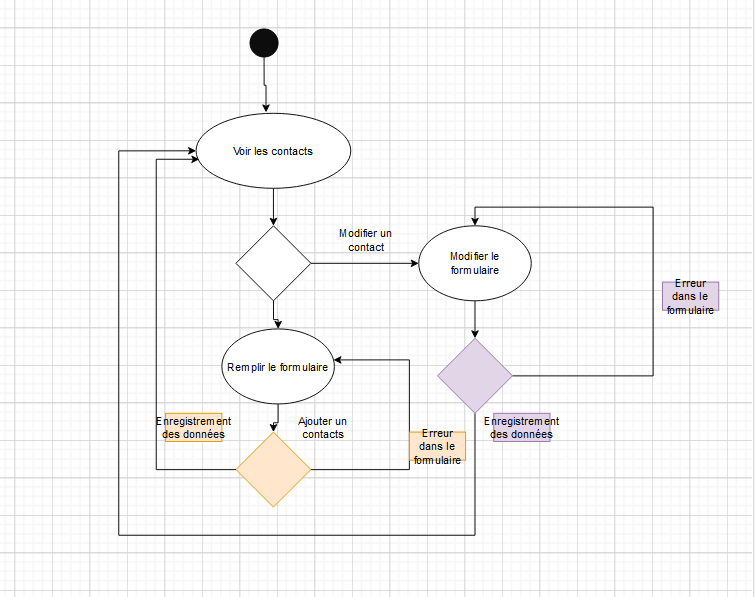 Voir les contacts
Modifier un
contact
Modifier le
formulaire
Erreur
dans le
formulaire
Remplir le formulaire
Enregistrement
des données
Ajouter un
contacts
Erreur
dans le
formulaire
Enregistrement
des données